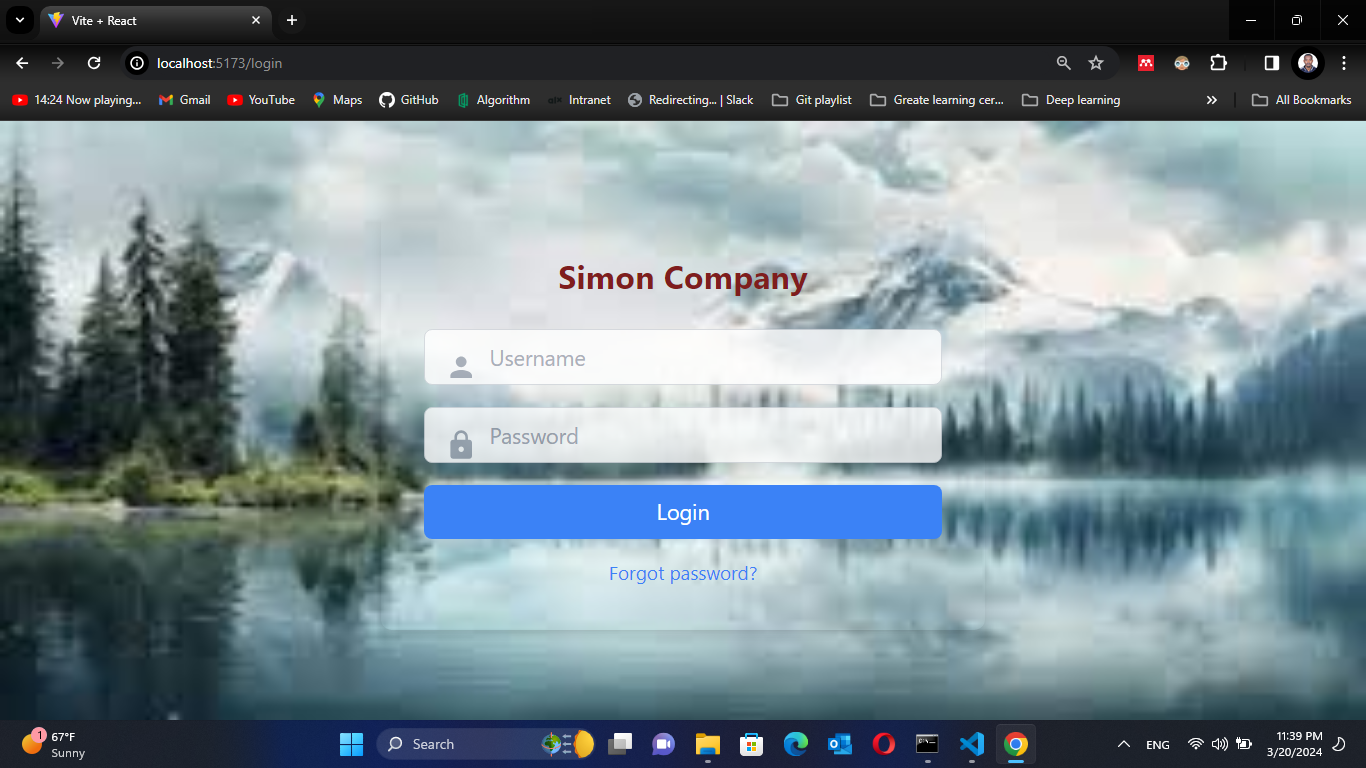 Vite + React
localhost:5173/login
14:24 Now playing... Gmail YouTube Maps GitHub Algorithm Intranet Redirecting... | Slack Git playlist Greate learning cer... Deep learning » All Bookmarks
Simon Company
Username
Password
Login
Forgot password?
1
67°F
Sunny
Search
ENG
11:39 PM
3/20/2024